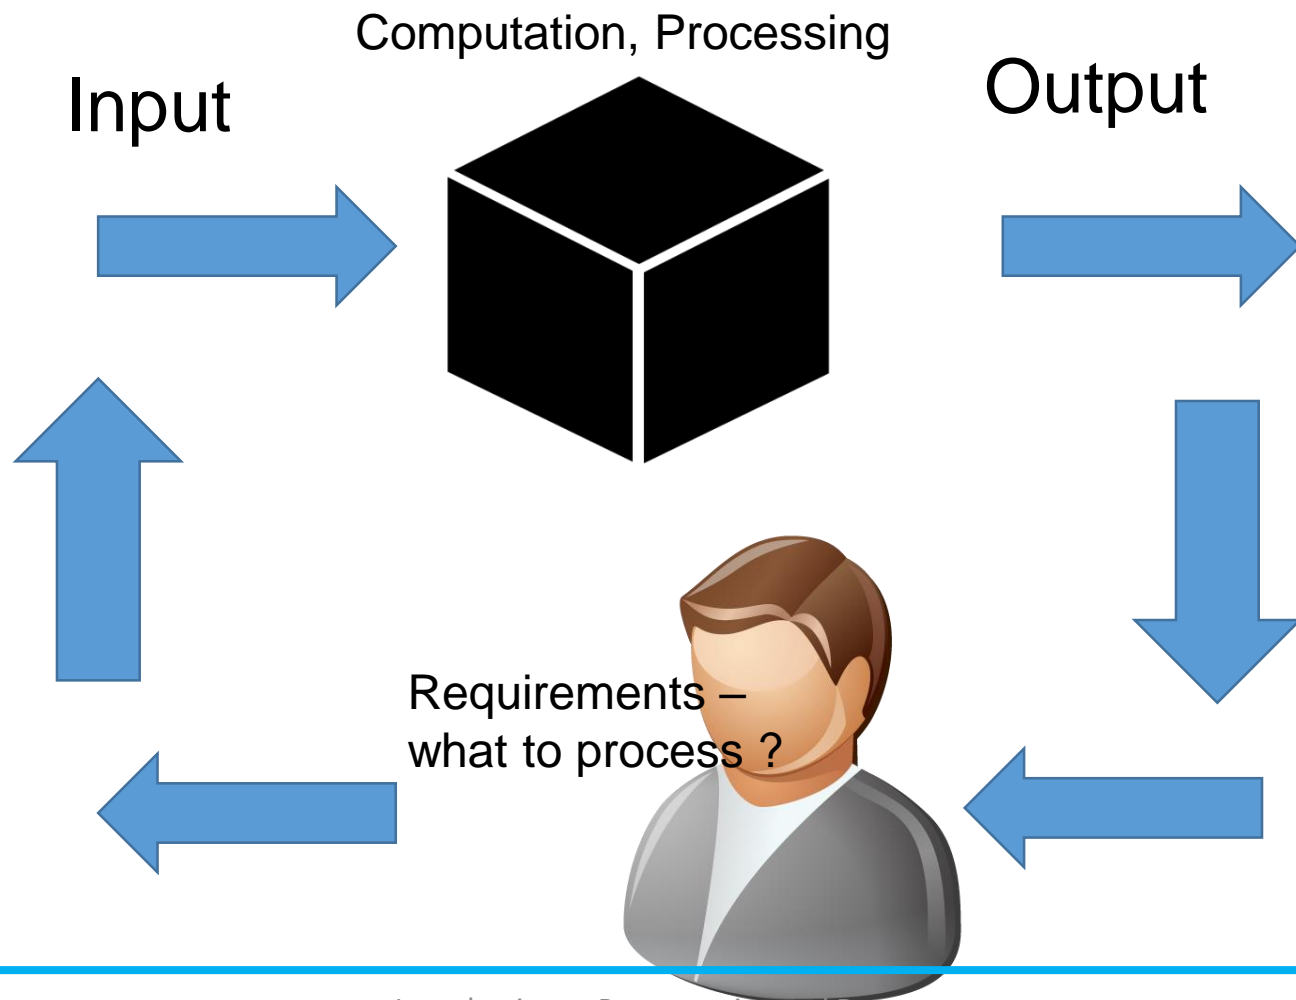 Computation, Processing
Input
Output
Requirements –
what to process ?